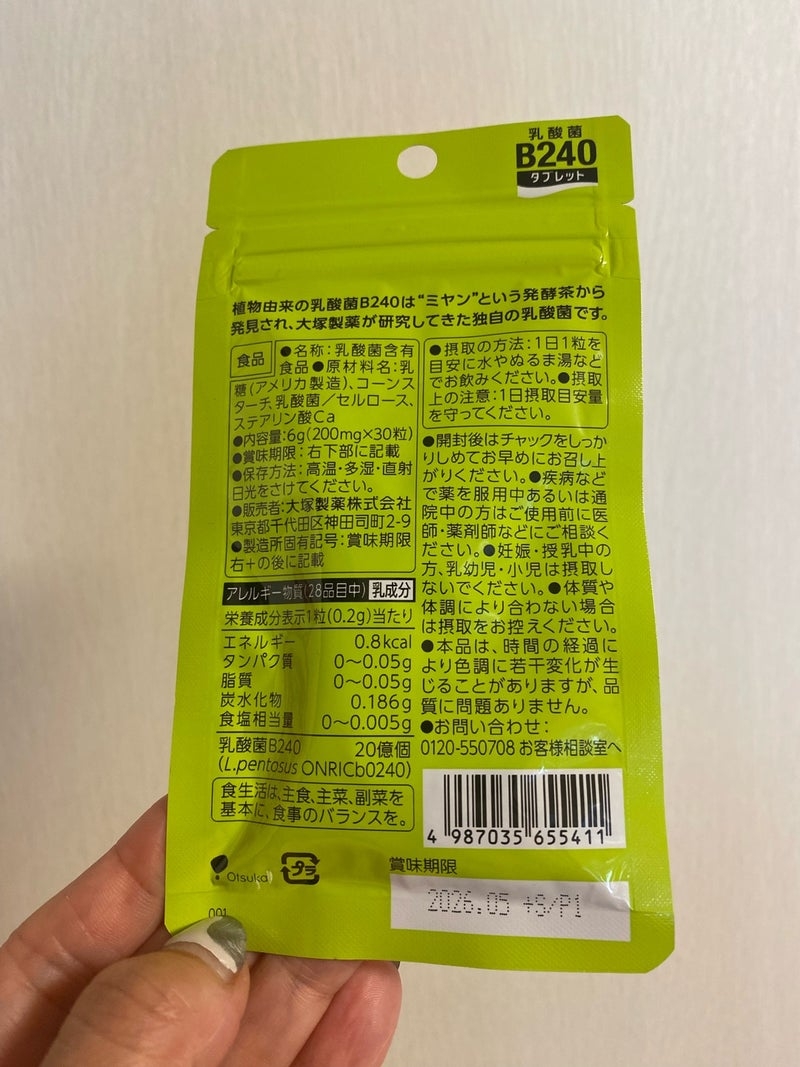 乳酸菌
B240
タブレット
植物由来の乳酸菌B240は“ミヤン”という発酵茶から
発見され、大塚製薬が研究してきた独自の乳酸菌です。
食品
●名称:乳酸菌含有
食品●原材料名:乳
糖(アメリカ製造)、コーンス
ターチ、乳酸菌/セルロース、
ステアリン酸Ca
●内容量:6g(200mg×30粒)
●賞味期限:右下部に記載
●保存方法:高温・多湿・直射
日光をさけてください。
●販売者:大塚製薬株式会社
東京都千代田区神田司町2-9
●製造所固有記号:賞味期限
右+の後に記載
アレルギー物質(28品目中) 乳成分
栄養成分表示1粒(0.2g)当たり
エネルギー 0.8kcal
タンパク質 0〜0.05g
脂質 0〜0.05g
炭水化物 0.186g
食塩相当量 0〜0.005g
乳酸菌B240 20億個
(L.pentosus ONRICb0240)
食生活は、主食、主菜、副菜を
基本に、食事のバランスを。
●摂取の方法:1日1粒を
目安に水やぬるま湯など
でお飲みください。●摂取
上の注意:1日摂取目安量
を守ってください。
●開封後はチャックをしっか
りしめてお早めにお召し上
がりください。●疾病など
で薬を服用中あるいは通
院中の方はご使用前に医
師・薬剤師などにご相談く
ださい。●妊娠・授乳中の
方、乳幼児・小児は摂取し
ないでください。●体質や
体調により合わない場合
は摂取をお控えください。
●本品は、時間の経過に
より色調に若干変化が生
じることがありますが、品
質に問題ありません。
●お問い合わせ:
0120-550708 お客様相談室へ
4 987035 655411
Otsuka
プラ
賞味期限
2026.05 +S/P1
001